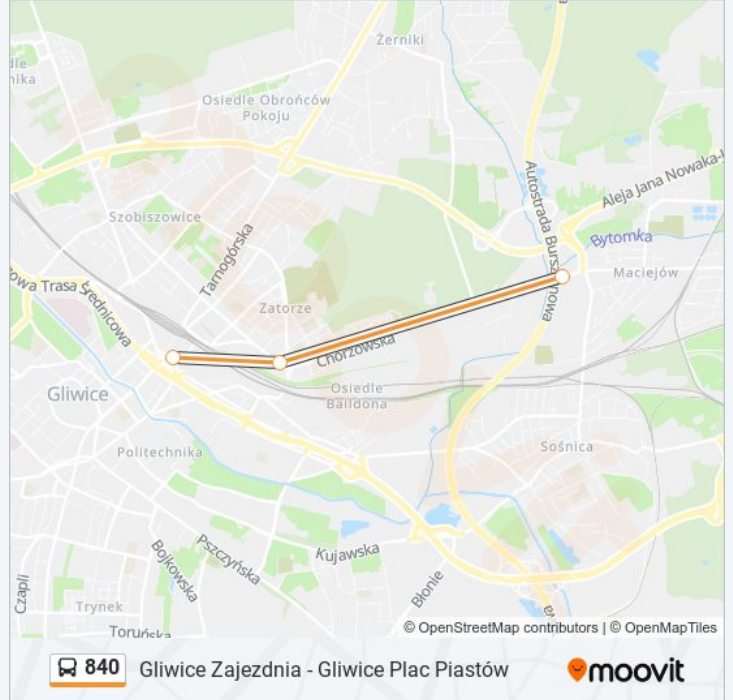 Żerniki
Osiedle Obrońców
Pokoju
Autostrada Bursztynowa
Aleja Jana Nowaka-
Szobiszowice
Tarnogórska
Bytomka
Maciejów
owa Trasa Średnicowa
Zatorze
Chorzowska
Gliwice
Osiedle
Baildona
Politechnika
Sośnica
Bojkowska
Pszczyńska
Kujawska
Błonie
Czapli
Trynek
Toruńska
wa
© OpenStreetMap contributors | © OpenMapTiles
840 Gliwice Zajezdnia - Gliwice Plac Piastów
moovit